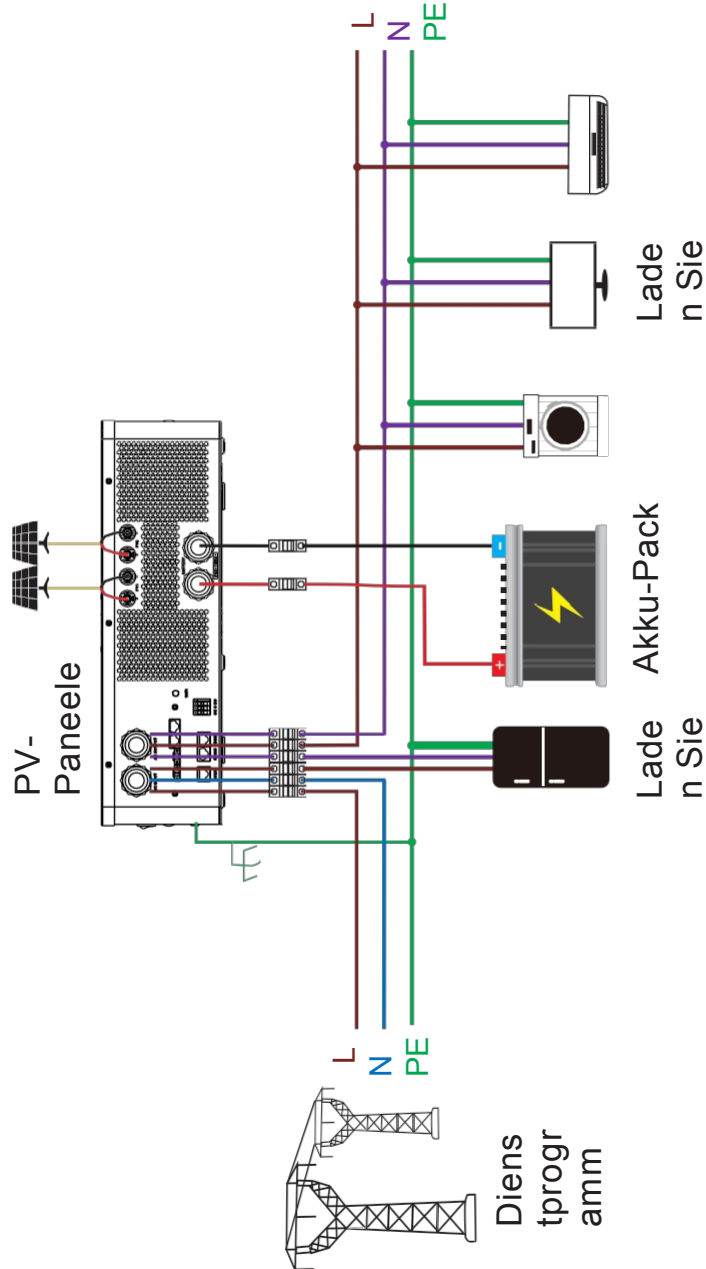 PV-
Paneele
L
N
PE
Lade
n Sie
Akku-Pack
Lade
n Sie
L
N
PE
Diens
tprogr
amm